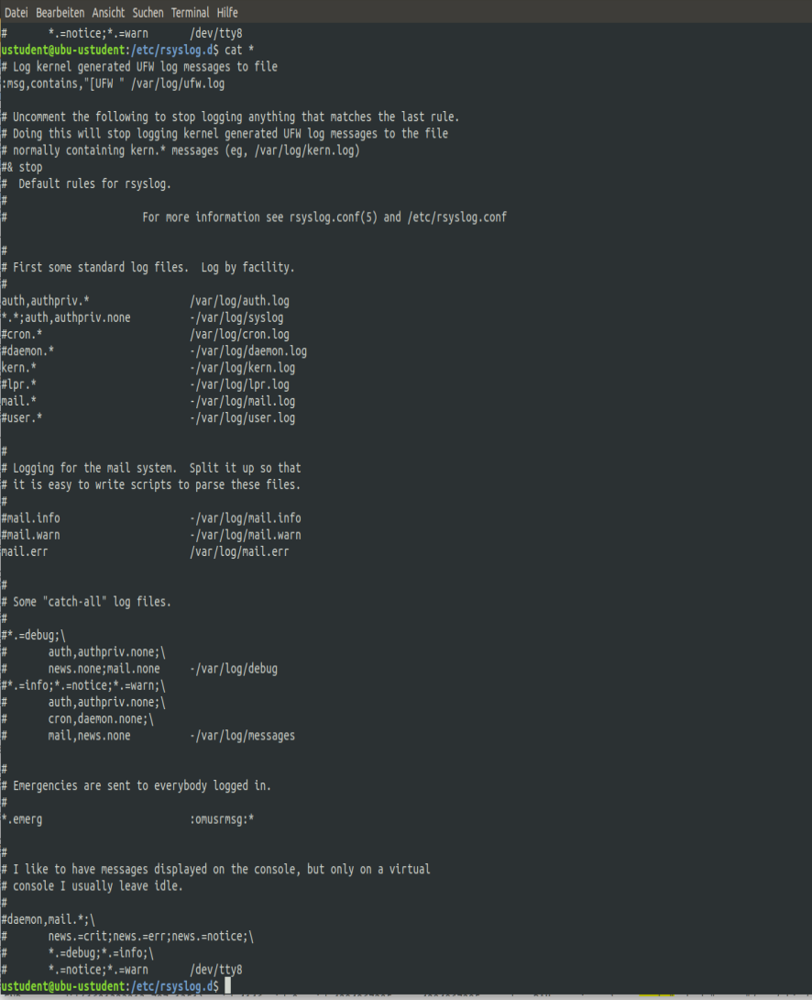 Datei Bearbeiten Ansicht Suchen Terminal Hilfe
#       *.=notice;*.=warn       /dev/tty8
ustudent@ubu-ustudent:/etc/rsyslog.d$ cat *
# Log kernel generated UFW log messages to file
:msg,contains,"[UFW " /var/log/ufw.log
# Uncomment the following to stop logging anything that matches the last rule.
# Doing this will stop logging kernel generated UFW log messages to the file
# normally containing kern.* messages (eg, /var/log/kern.log)
#& stop
#  Default rules for rsyslog.
#
#                       For more information see rsyslog.conf(5) and /etc/rsyslog.conf
#
# First some standard log files.  Log by facility.
#
auth,authpriv.*                 /var/log/auth.log
*.*;auth,authpriv.none          -/var/log/syslog
#cron.*                         /var/log/cron.log
#daemon.*                       -/var/log/daemon.log
kern.*                          -/var/log/kern.log
#lpr.*                          -/var/log/lpr.log
mail.*                          -/var/log/mail.log
#user.*                         -/var/log/user.log
#
# Logging for the mail system.  Split it up so that
# it is easy to write scripts to parse these files.
#
#mail.info                      -/var/log/mail.info
#mail.warn                      -/var/log/mail.warn
mail.err                        /var/log/mail.err
#
# Some "catch-all" log files.
#
#*.=debug;\
#       auth,authpriv.none;\
#       news.none;mail.none     -/var/log/debug
#*.=info;*.=notice;*.=warn;\
#       auth,authpriv.none;\
#       cron,daemon.none;\
#       mail,news.none          -/var/log/messages
#
# Emergencies are sent to everybody logged in.
#
*.emerg                         :omusrmsg:*
#
# I like to have messages displayed on the console, but only on a virtual
# console I usually leave idle.
#
#daemon,mail.*;\
#       news.=crit;news.=err;news.=notice;\
#       *.=debug;*.=info;\
#       *.=notice;*.=warn       /dev/tty8
ustudent@ubu-ustudent:/etc/rsyslog.d$